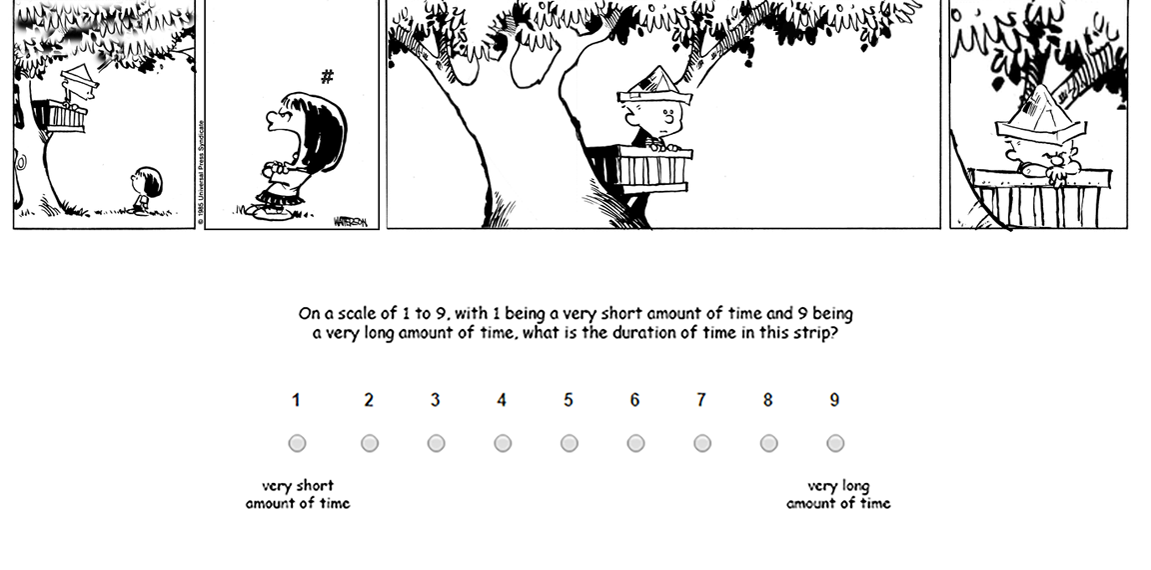 © 1985 Universal Press Syndicate
#
WATTERSON
On a scale of 1 to 9, with 1 being a very short amount of time and 9 being
a very long amount of time, what is the duration of time in this strip?
1 2 3 4 5 6 7 8 9
very short
amount of time
very long
amount of time